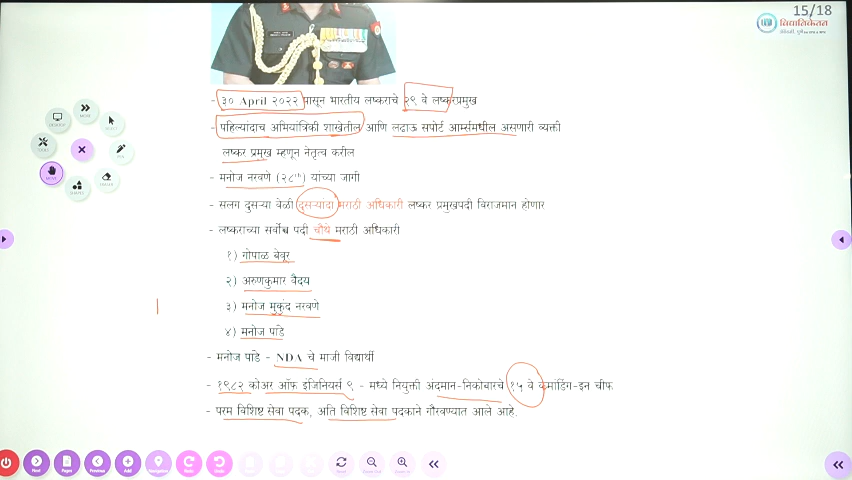 15/18
विद्यानिकेतन
- ३० April २०२२ पासून भारतीय लष्कराचे २९ वे लष्करप्रमुख
- पहिल्यांदाच अभियांत्रिकी शाखेतील आणि लढाऊ सपोर्ट आर्म्समधील असणारी व्यक्ती
लष्कर प्रमुख म्हणून नेतृत्व करील
- मनोज नरवणे (२८th) यांच्या जागी
- सलग दुसऱ्या वेळी दुसऱ्यांदा मराठी अधिकारी लष्कर प्रमुखपदी विराजमान होणार
- लष्कराच्या सर्वोच्च पदी चौथे मराठी अधिकारी
१) गोपाळ बेवूर
२) अरुणकुमार वैद्य
३) मनोज मुकुंद नरवणे
४) मनोज पांडे
- मनोज पांडे - NDA चे माजी विद्यार्थी
- १९८२ कोअर ऑफ इंजिनियर्स ९ - मध्ये नियुक्ती अंदमान-निकोबारचे १५ वे कमांडिंग-इन चीफ
- परम विशिष्ट सेवा पदक, अति विशिष्ट सेवा पदकाने गौरवण्यात आले आहे.